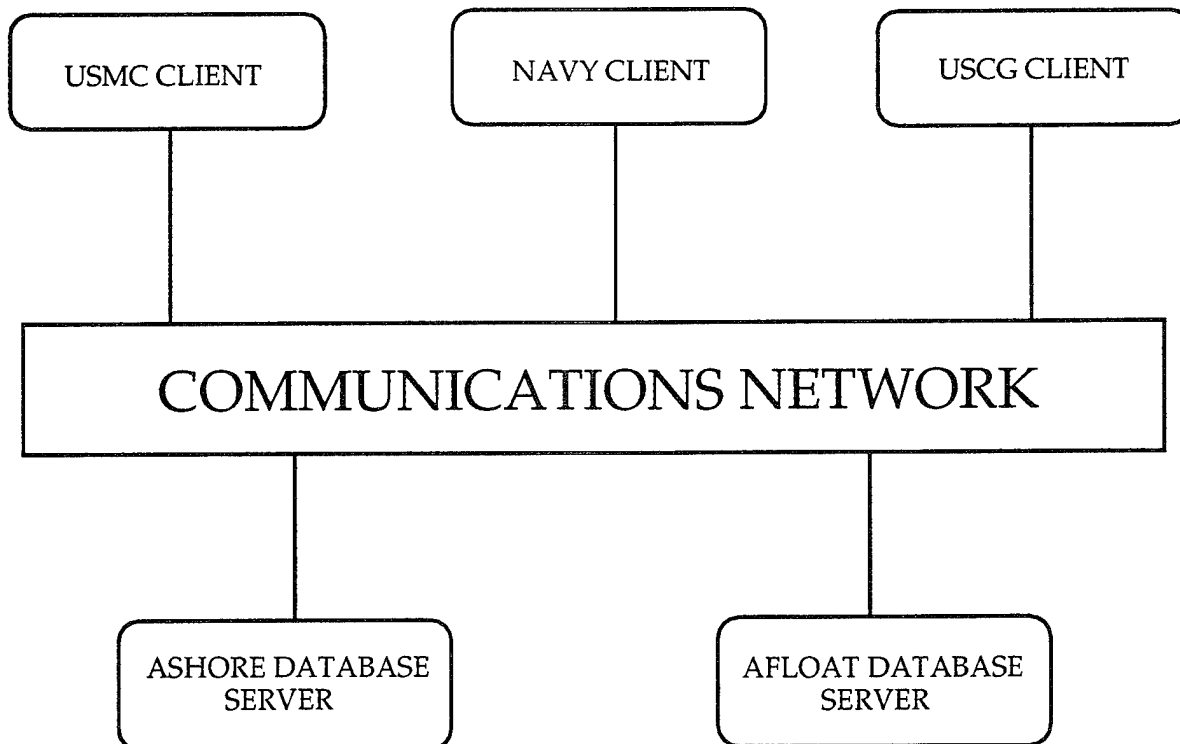 USMC CLIENT
NAVY CLIENT
USCG CLIENT
COMMUNICATIONS NETWORK
ASHORE DATABASE
SERVER
AFLOAT DATABASE
SERVER